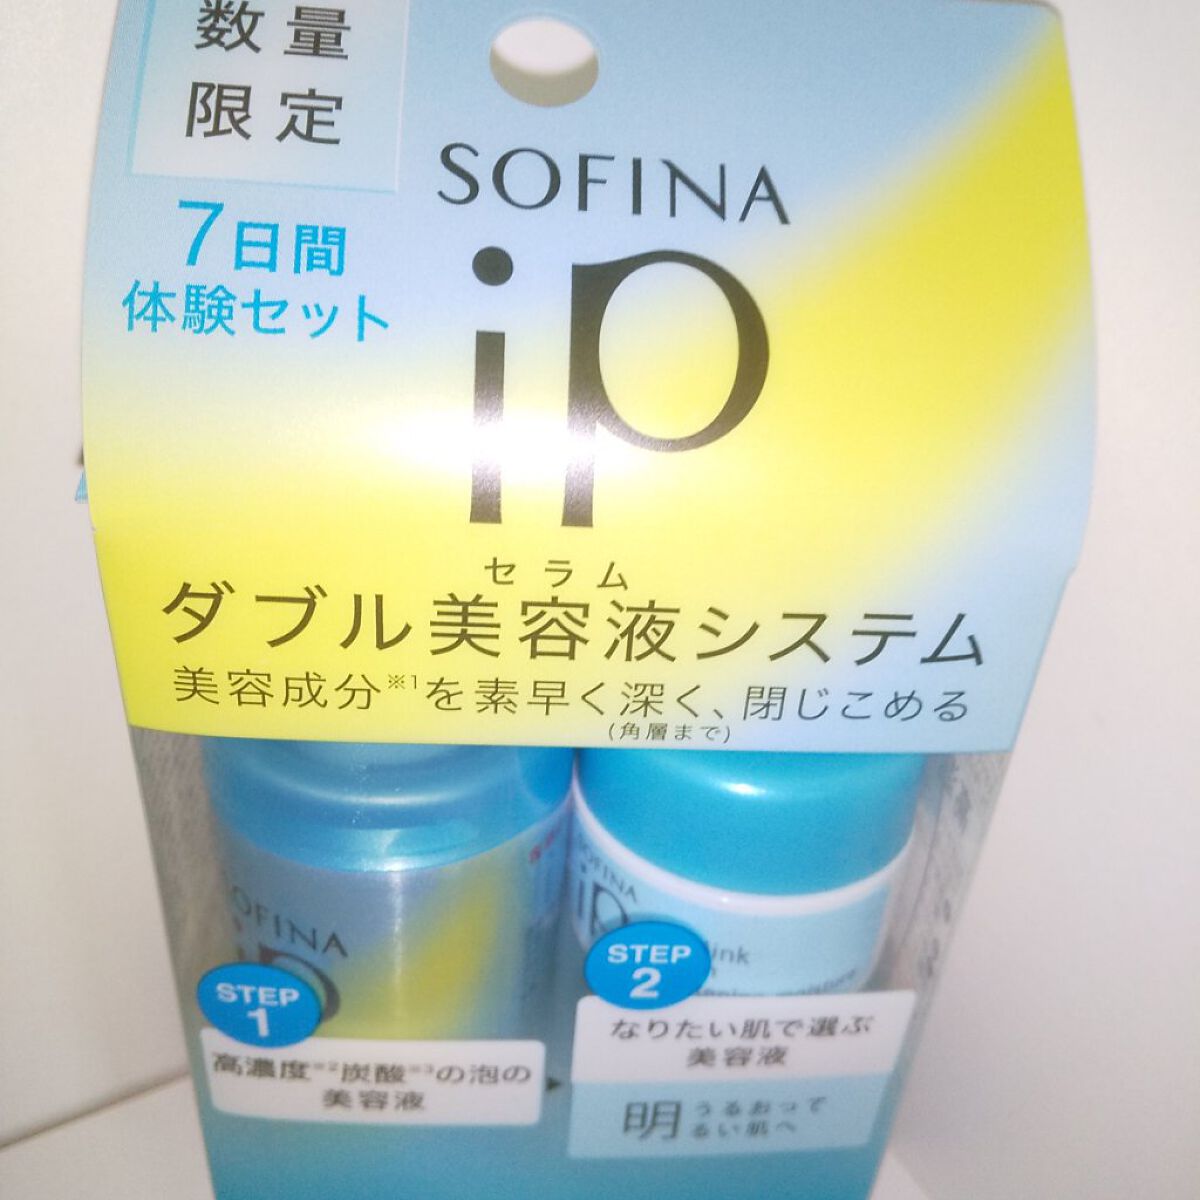 数量
限定
7日間
体験セット
SOFINA
iP
セラム
ダブル美容液システム
美容成分※1を素早く深く、閉じこめる
(角層まで)
SOFINA
iP
STEP
1
高濃度※2炭酸※3の泡の
美容液
SOFINA
iP
STEP
2
なりたい肌で選ぶ
美容液
うるおって
明るい肌へ